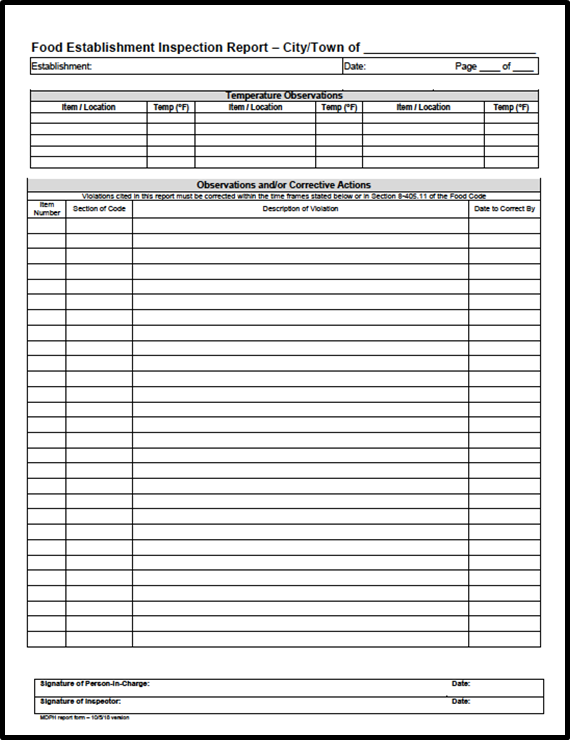 Food Establishment Inspection Report – City/Town of ____________________
Establishment: Date: Page ____ of ____
Temperature Observations
Item / Location Temp (°F) Item / Location Temp (°F) Item / Location Temp (°F)
Observations and/or Corrective Actions
Violations cited in this report must be corrected within the time frames stated below or in Section 8-405.11 of the Food Code
Item Number Section of Code Description of Violation Date to Correct By
Signature of Person-In-Charge: Date:
Signature of Inspector: Date:
MDPH report form – 10/5/18 version